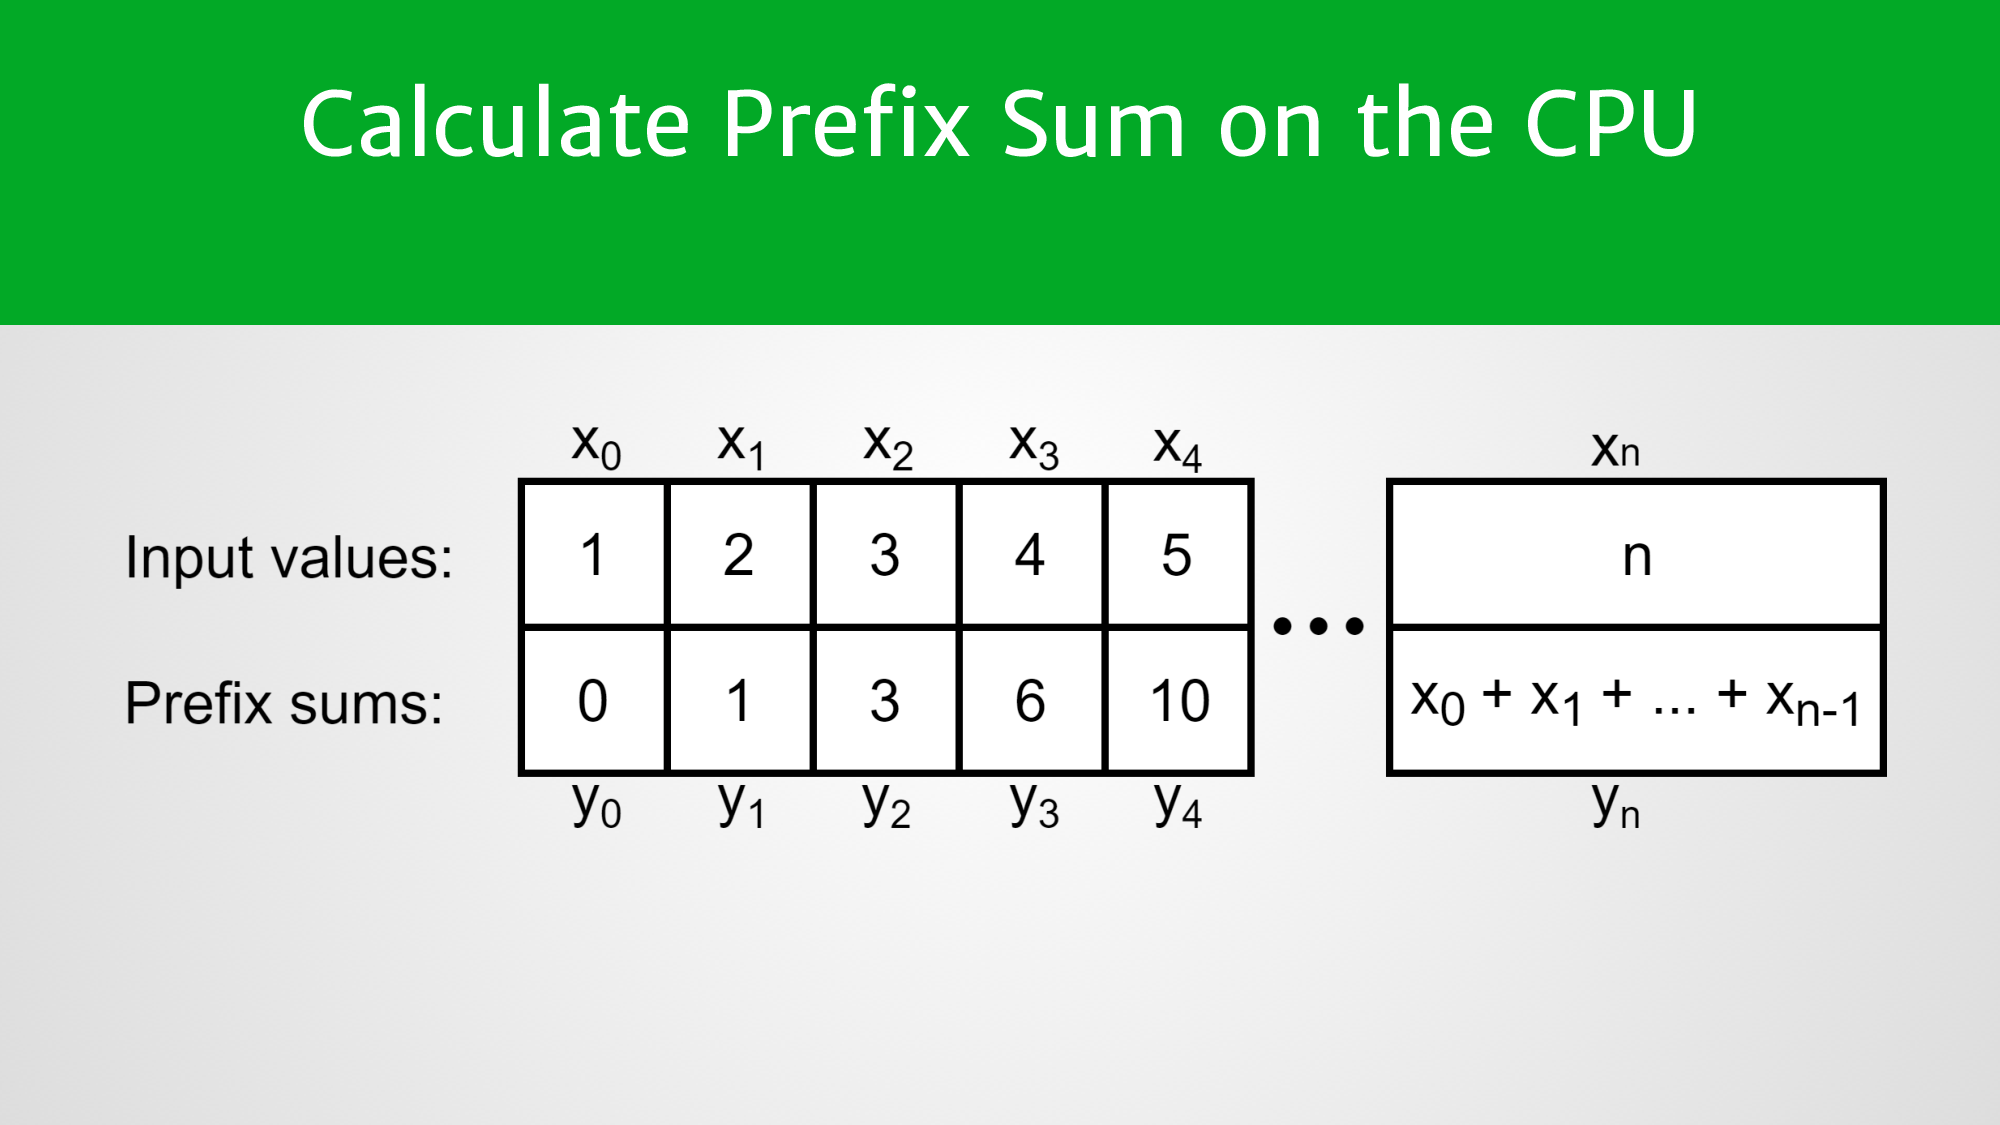 Calculate Prefix Sum on the CPU
x₀ x₁ x₂ x₃ x₄ xn
Input values: 1 2 3 4 5 n
•••
Prefix sums: 0 1 3 6 10 x₀ + x₁ + ... + xₙ₋₁
y₀ y₁ y₂ y₃ y₄ yₙ